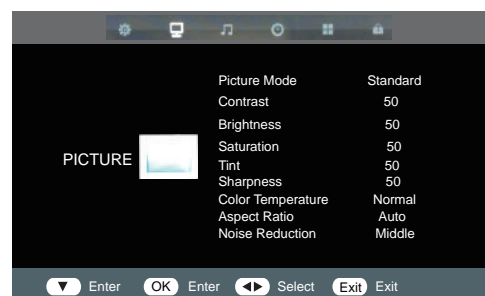 Picture Mode Standard
Contrast 50
Brightness 50
Saturation 50
PICTURE
Tint 50
Sharpness 50
Color Temperature Normal
Aspect Ratio Auto
Noise Reduction Middle
Enter OK Enter Select Exit Exit